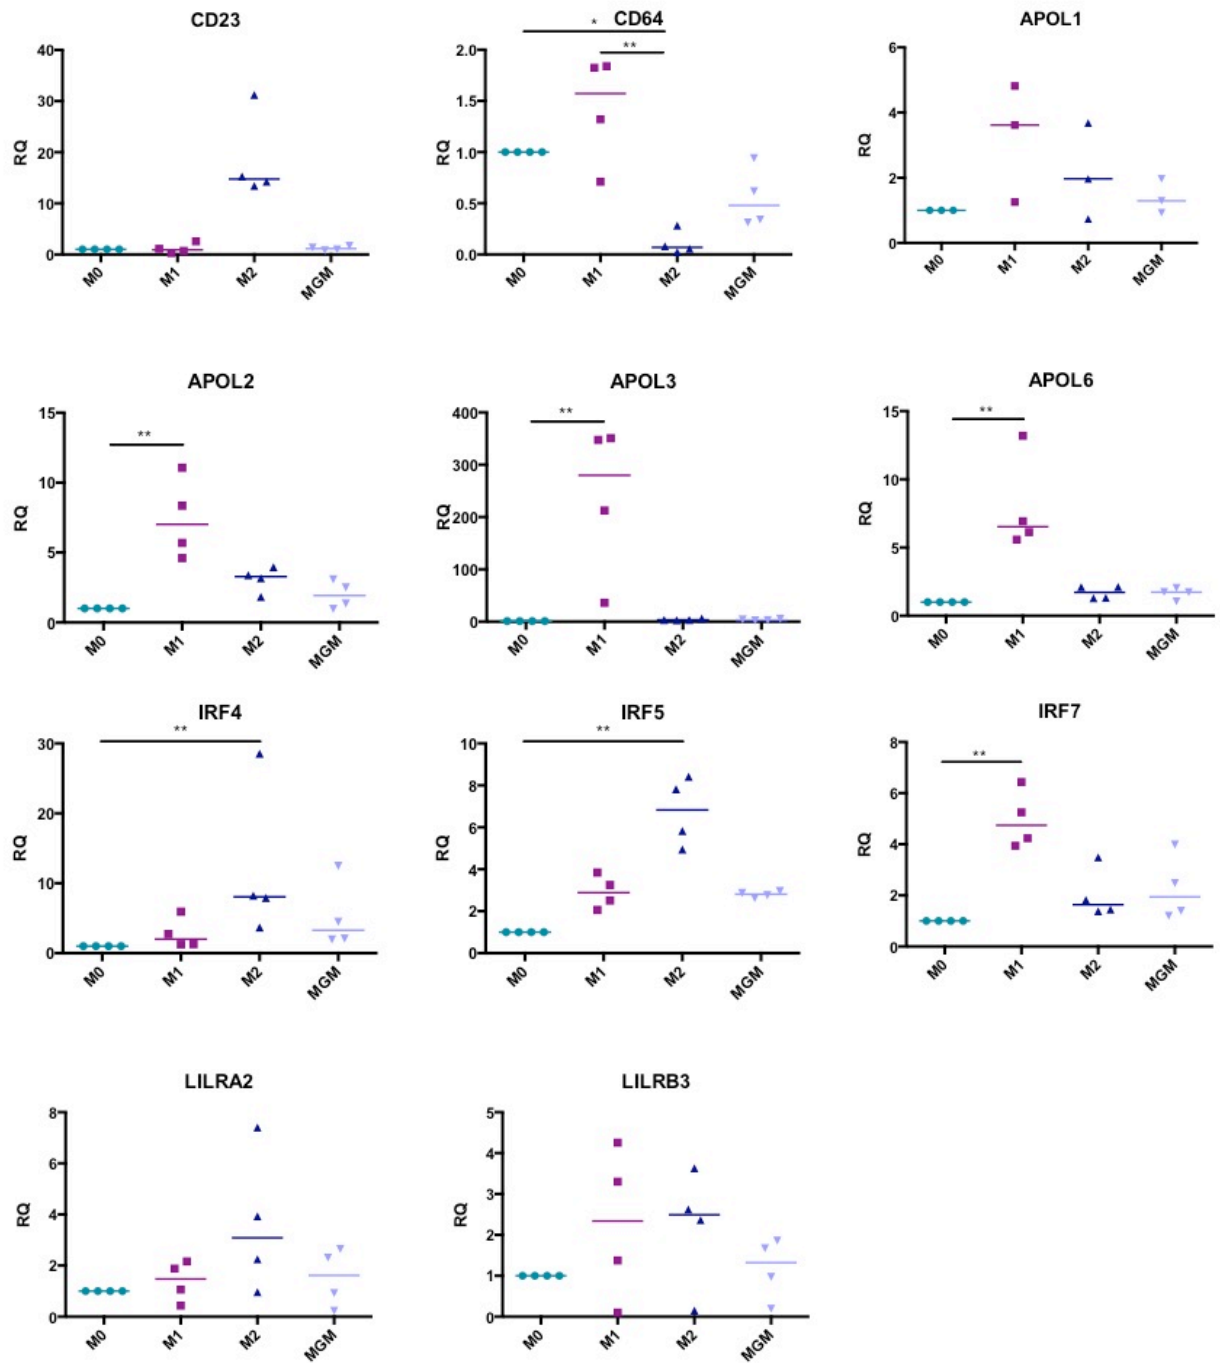 CD23
CD64
APOL1
* **
RQ
40
30
20
10
0
M0 M1 M2 MGM
RQ
2.0
1.5
1.0
0.5
0.0
M0 M1 M2 MGM
RQ
6
4
2
0
M0 M1 M2 MGM
APOL2
APOL3
APOL6
**
RQ
15
10
5
0
M0 M1 M2 MGM
**
RQ
400
300
200
100
0
M0 M1 M2 MGM
**
RQ
15
10
5
0
M0 M1 M2 MGM
IRF4
IRF5
IRF7
**
RQ
30
20
10
0
M0 M1 M2 MGM
**
RQ
10
8
6
4
2
0
M0 M1 M2 MGM
**
RQ
8
6
4
2
0
M0 M1 M2 MGM
LILRA2
LILRB3
RQ
8
6
4
2
0
M0 M1 M2 MGM
RQ
5
4
3
2
1
0
M0 M1 M2 MGM